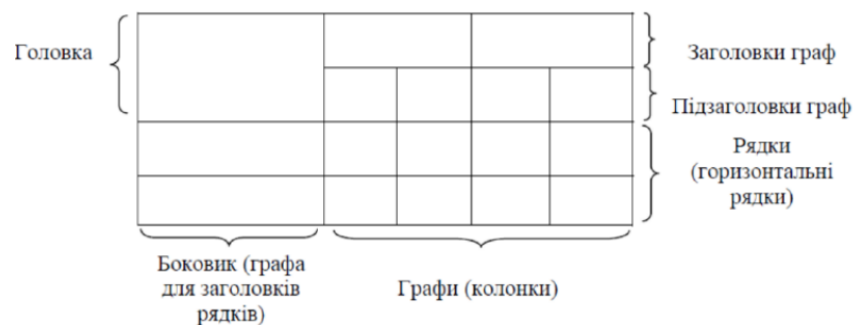 Головка
Заголовки граф
Підзаголовки граф
Рядки
(горизонтальні
рядки)
Боковик (графа
для заголовків
рядків)
Графи (колонки)